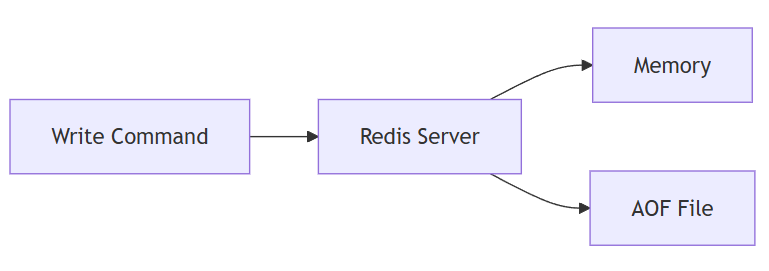 Write Command
Redis Server
Memory
AOF File